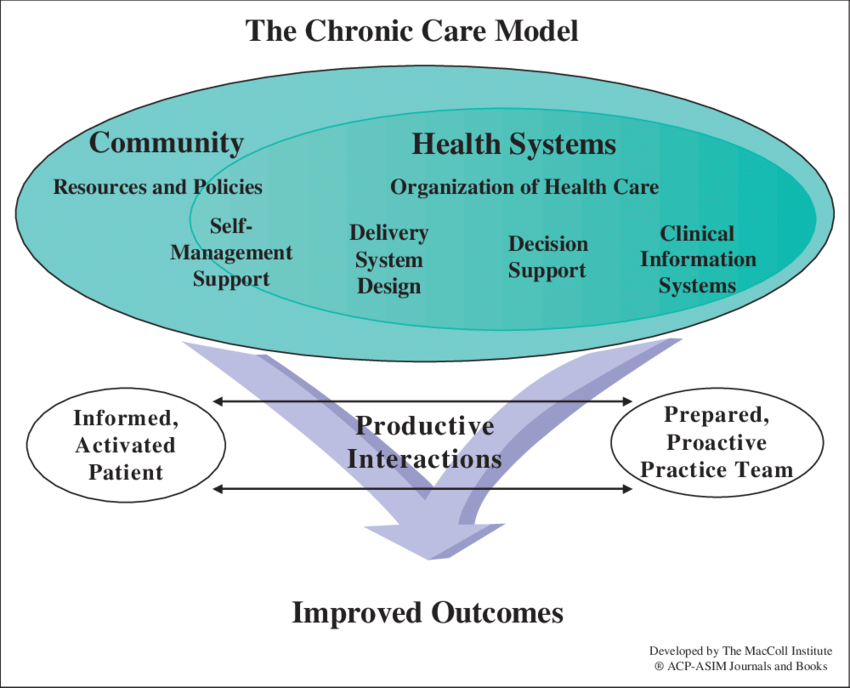 The Chronic Care Model
Community
Health Systems
Resources and Policies
Organization of Health Care
Self-
Management
Support
Delivery
System
Design
Decision
Support
Clinical
Information
Systems
Informed,
Activated
Patient
Productive
Interactions
Prepared,
Proactive
Practice Team
Improved Outcomes
Developed by The MacColl Institute
® ACP-ASIM Journals and Books